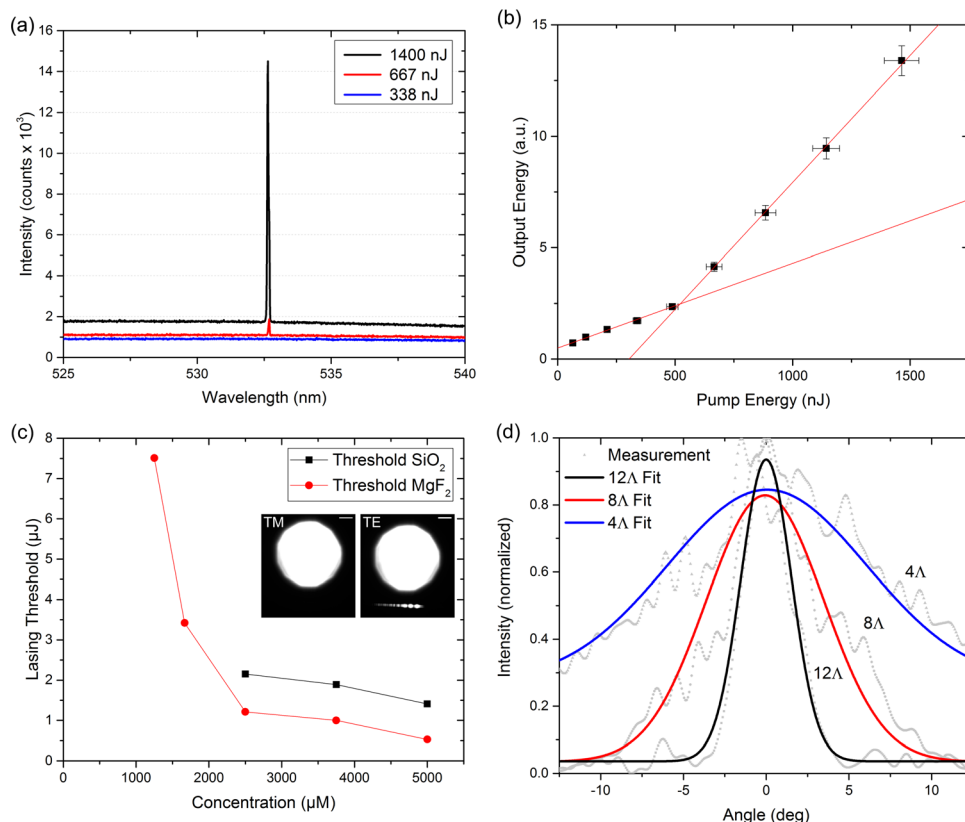 (a)
Intensity (counts x 10³)
16
14
12
10
8
6
4
2
0
1400 nJ
667 nJ
338 nJ
525
530
535
540
Wavelength (nm)
(b)
Output Energy (a.u.)
15
10
5
0
0
500
1000
1500
Pump Energy (nJ)
(c)
Lasing Threshold (µJ)
8
7
6
5
4
3
2
1
0
Threshold SiO₂
Threshold MgF₂
TM
TE
0
1000
2000
3000
4000
5000
Concentration (µM)
(d)
Intensity (normalized)
1.0
0.8
0.6
0.4
0.2
0.0
Measurement
12Λ Fit
8Λ Fit
4Λ Fit
4Λ
8Λ
12Λ
-10
-5
0
5
10
Angle (deg)